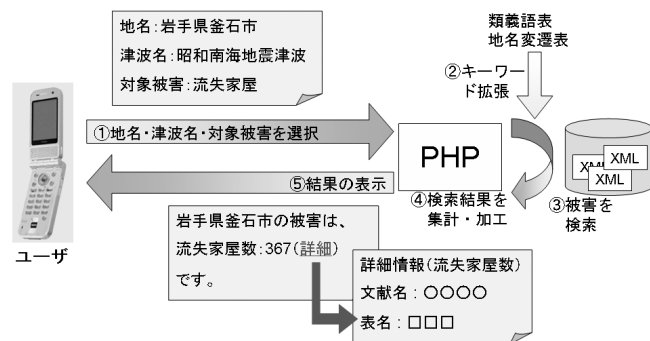 地名:岩手県釜石市
津波名:昭和南海地震津波
対象被害:流失家屋
類義語表
地名変遷表
②キーワー
ド拡張
①地名・津波名・対象被害を選択
PHP
XML
XML
XML
⑤結果の表示
④検索結果を
集計・加工
③被害を
検索
ユーザ
岩手県釜石市の被害は、
流失家屋数:367(詳細)
です。
詳細情報(流失家屋数)
文献名:〇〇〇〇
表名:□□□